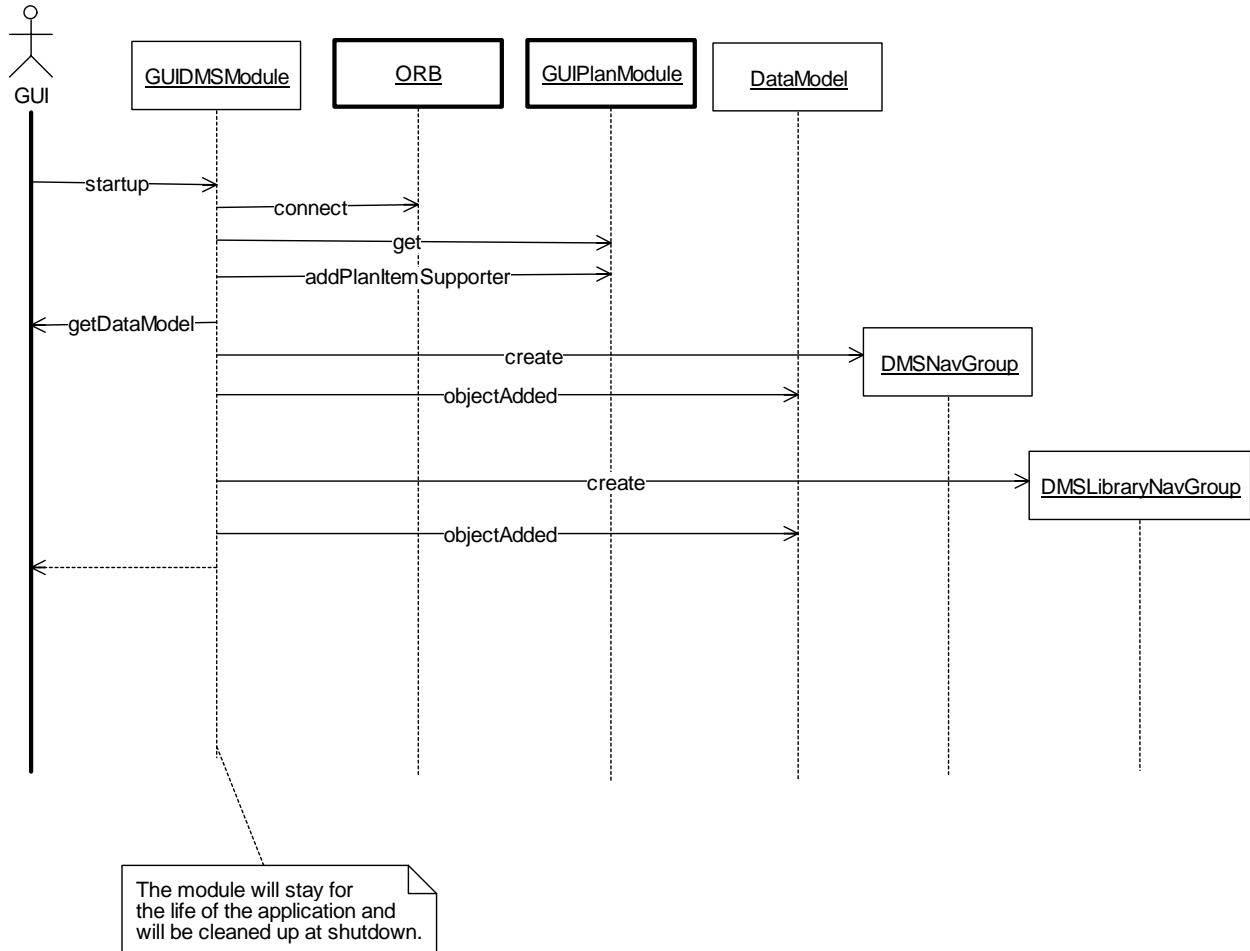 GUI
GUIDMSModule
ORB
GUIPlanModule
DataModel
startup
connect
get
addPlanItemSupporter
getDataModel
create
DMSNavGroup
objectAdded
create
DMSLibraryNavGroup
objectAdded
The module will stay for
the life of the application and
will be cleaned up at shutdown.